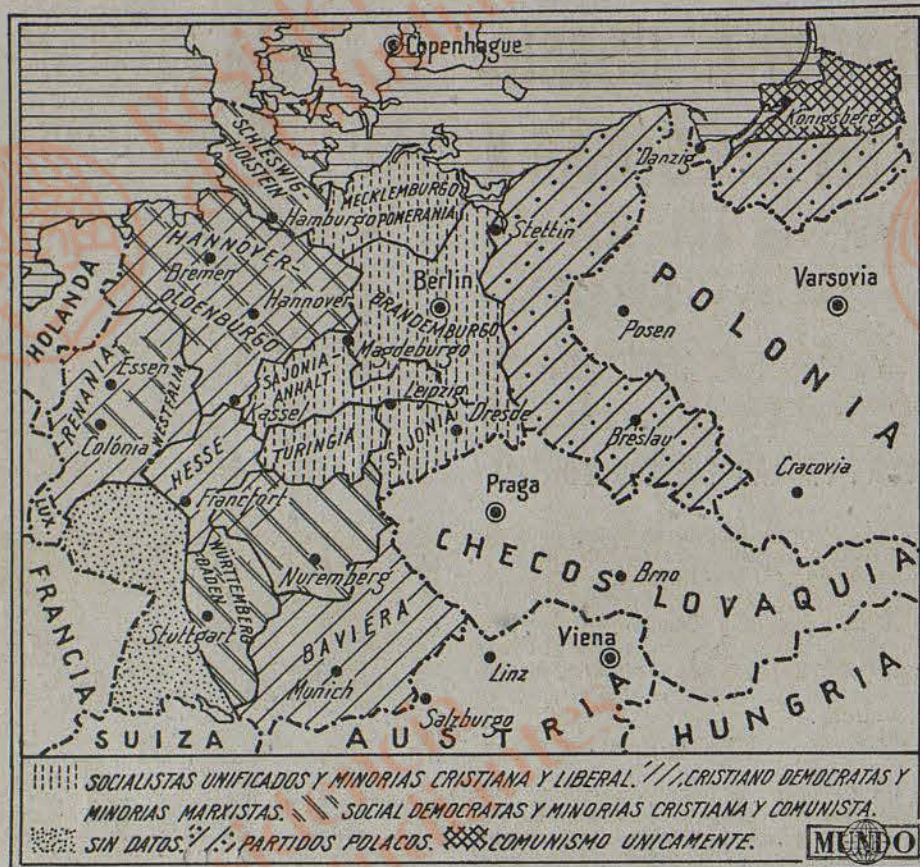 Copenhague
Königsberg
Danzig
SCHLESWIG
HOLSTEIN
MECKLEMBURGO
POMERANIA
Hamburgo
Stettin
HANNOVER-
OLDENBURGO
Bremen
Hannover
HOLANDA
Berlin
BRANDEMBURGO
Magdeburgo
POLONIA
Varsovia
Posen
RENANIA-
WESTFALIA
Essen
Colonia
SAJONIA-
ANHALT
Kassel
Leipzig
SAJONIA
Dresde
Breslau
Cracovia
TURINGIA
HESSE
Francfort
LUX
Praga
CHECOSLOVAQUIA
Brno
FRANCIA
WÜRTTEMBERG
BADEN
Nuremberg
Stuttgart
BAVIERA
Munich
Linz
Viena
Salzburgo
SUIZA
AUSTRIA
HUNGRIA
SOCIALISTAS UNIFICADOS Y MINORIAS CRISTIANA Y LIBERAL. CRISTIANO DEMOCRATAS Y
MINORIAS MARXISTAS. SOCIAL DEMOCRATAS Y MINORIAS CRISTIANA Y COMUNISTA.
SIN DATOS. PARTIDOS POLACOS. COMUNISMO UNICAMENTE.
MUNDO